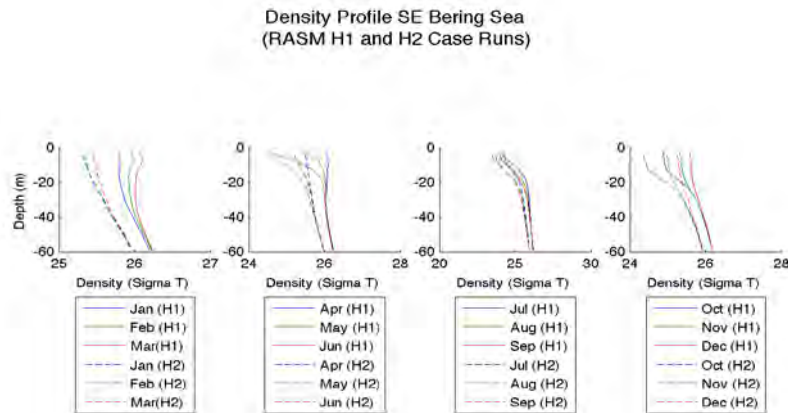 Density Profile SE Bering Sea
(RASM H1 and H2 Case Runs)
Depth (m)
0
-20
-40
-60
25 26 27
Density (Sigma T)
Jan (H1)
Feb (H1)
Mar(H1)
Jan (H2)
Feb (H2)
Mar(H2)
0
-20
-40
-60
24 26 28
Density (Sigma T)
Apr (H1)
May (H1)
Jun (H1)
Apr (H2)
May (H2)
Jun (H2)
0
-20
-40
-60
20 25 30
Density (Sigma T)
Jul (H1)
Aug (H1)
Sep (H1)
Jul (H2)
Aug (H2)
Sep (H2)
0
-20
-40
-60
24 26 28
Density (Sigma T)
Oct (H1)
Nov (H1)
Dec (H1)
Oct (H2)
Nov (H2)
Dec (H2)